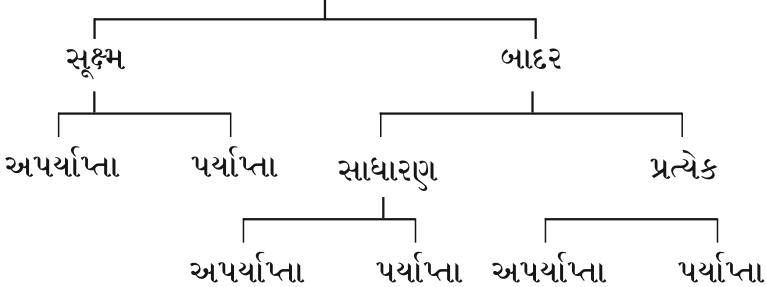 સૂક્ષ્મ બાદર
અપર્યાપ્તા પર્યાપ્તા સાધારણ પ્રત્યેક
અપર્યાપ્તા પર્યાપ્તા અપર્યાપ્તા પર્યાપ્તા